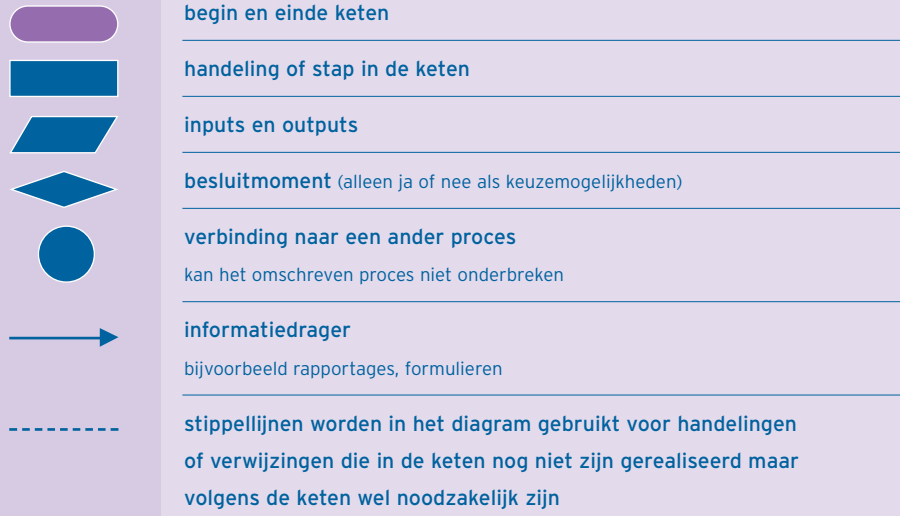 begin en einde keten
handeling of stap in de keten
inputs en outputs
besluitmoment (alleen ja of nee als keuzemogelijkheden)
verbinding naar een ander proces
kan het omschreven proces niet onderbreken
informatiedrager
bijvoorbeeld rapportages, formulieren
stippellijnen worden in het diagram gebruikt voor handelingen
of verwijzingen die in de keten nog niet zijn gerealiseerd maar
volgens de keten wel noodzakelijk zijn